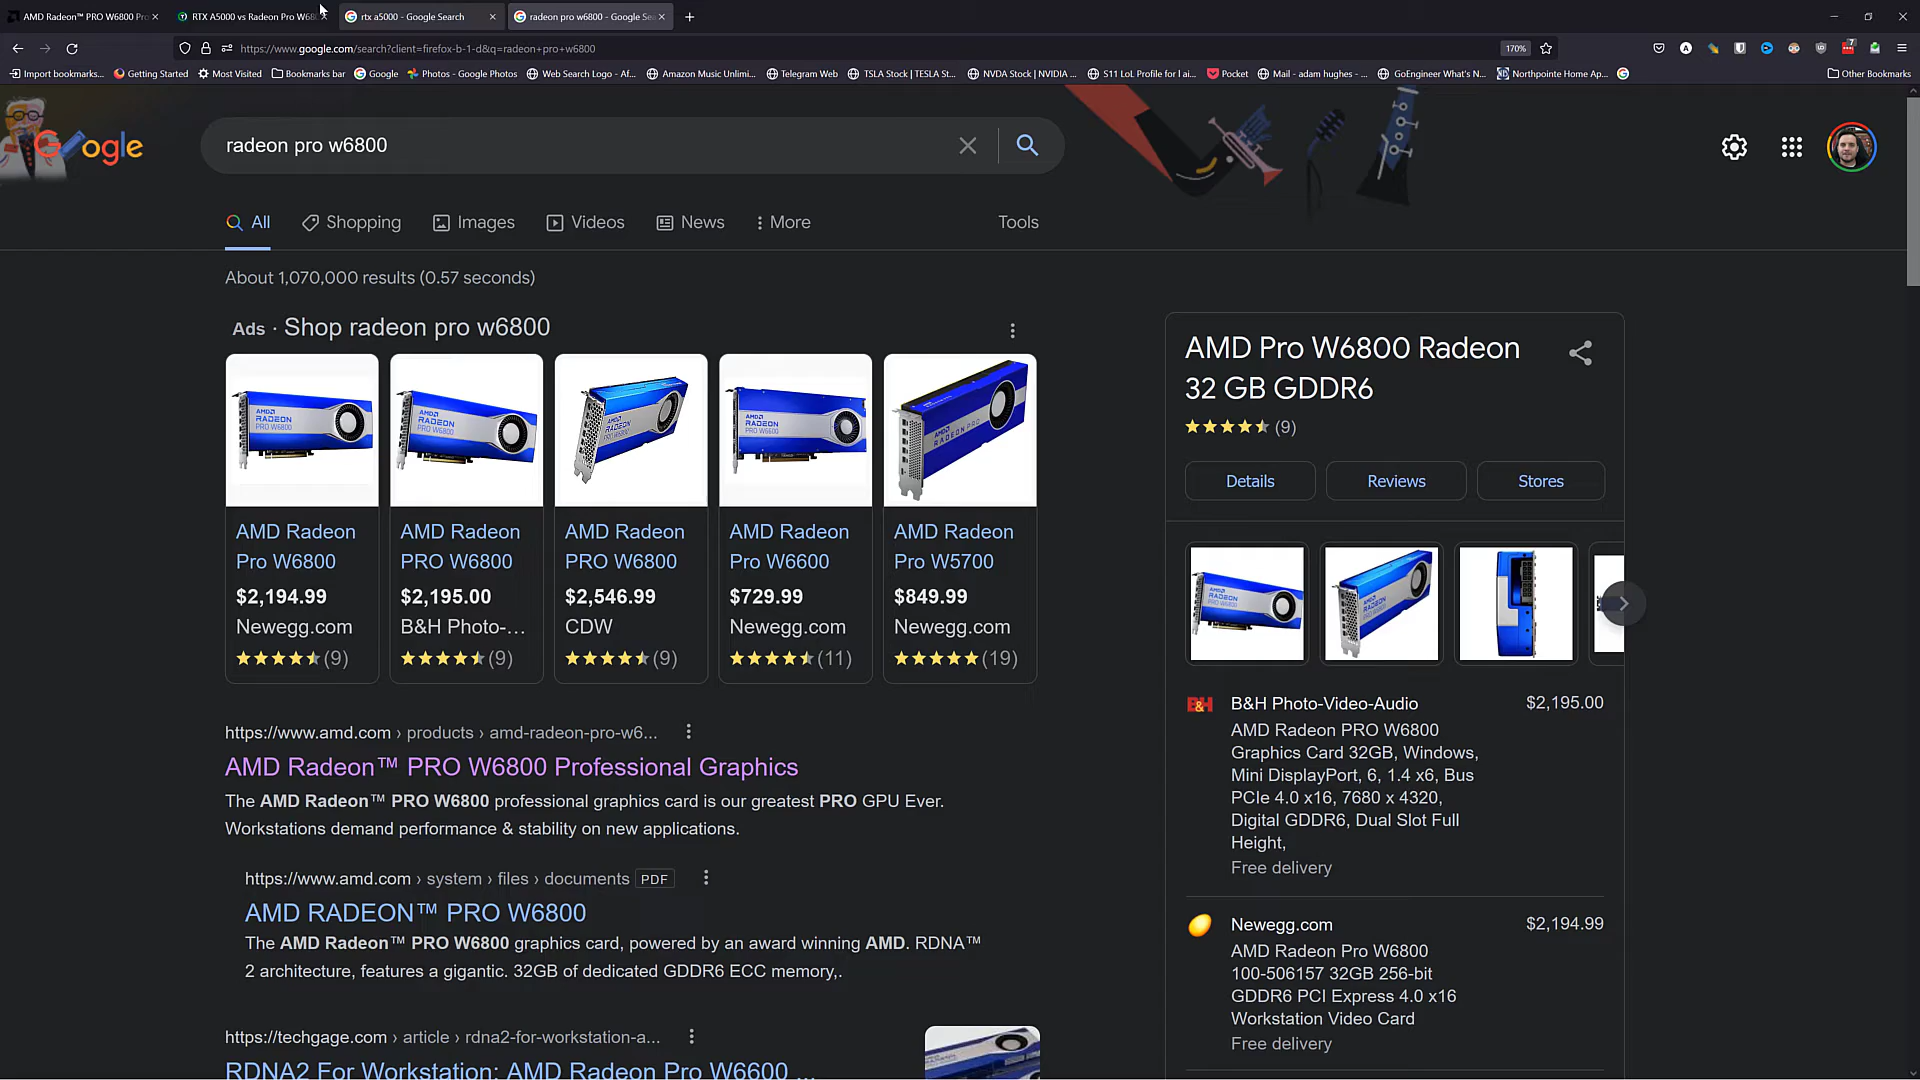 AMD Radeon™ PRO W6800 Pro
RTX A5000 vs Radeon Pro W68
rtx a5000 - Google Search
radeon pro w6800 - Google Sea
https://www.google.com/search?client=firefox-b-1-d&q=radeon+pro+w6800
170%
7
Import bookmarks...
Getting Started
Most Visited
Bookmarks bar
Google
Photos - Google Photos
Web Search Logo - Af...
Amazon Music Unlimi...
Telegram Web
TSLA Stock | TESLA St...
NVDA Stock | NVIDIA ...
S11 LoL Profile for I ai...
Pocket
Mail - adam hughes - ...
GoEngineer What's N...
Northpointe Home Ap...
Other Bookmarks
Google
radeon pro w6800
All
Shopping
Images
Videos
News
More
Tools
About 1,070,000 results (0.57 seconds)
Ads · Shop radeon pro w6800
AMD Radeon
Pro W6800
$2,194.99
Newegg.com
(9)
AMD Radeon
PRO W6800
$2,195.00
B&H Photo-...
(9)
AMD Radeon
PRO W6800
$2,546.99
CDW
(9)
AMD Radeon
Pro W6600
$729.99
Newegg.com
(11)
AMD Radeon
Pro W5700
$849.99
Newegg.com
(19)
https://www.amd.com › products › amd-radeon-pro-w6...
AMD Radeon™ PRO W6800 Professional Graphics
The AMD Radeon™ PRO W6800 professional graphics card is our greatest PRO GPU Ever.
Workstations demand performance & stability on new applications.
https://www.amd.com › system › files › documents PDF
AMD RADEON™ PRO W6800
The AMD Radeon™ PRO W6800 graphics card, powered by an award winning AMD. RDNA™
2 architecture, features a gigantic. 32GB of dedicated GDDR6 ECC memory,.
https://techgage.com › article › rdna2-for-workstation-a...
RDNA2 For Workstation: AMD Radeon Pro W6600 ...
AMD Pro W6800 Radeon
32 GB GDDR6
(9)
Details
Reviews
Stores
B&H
B&H Photo-Video-Audio
$2,195.00
AMD Radeon PRO W6800
Graphics Card 32GB, Windows,
Mini DisplayPort, 6, 1.4 x6, Bus
PCIe 4.0 x16, 7680 x 4320,
Digital GDDR6, Dual Slot Full
Height,
Free delivery
Newegg.com
$2,194.99
AMD Radeon Pro W6800
100-506157 32GB 256-bit
GDDR6 PCI Express 4.0 x16
Workstation Video Card
Free delivery